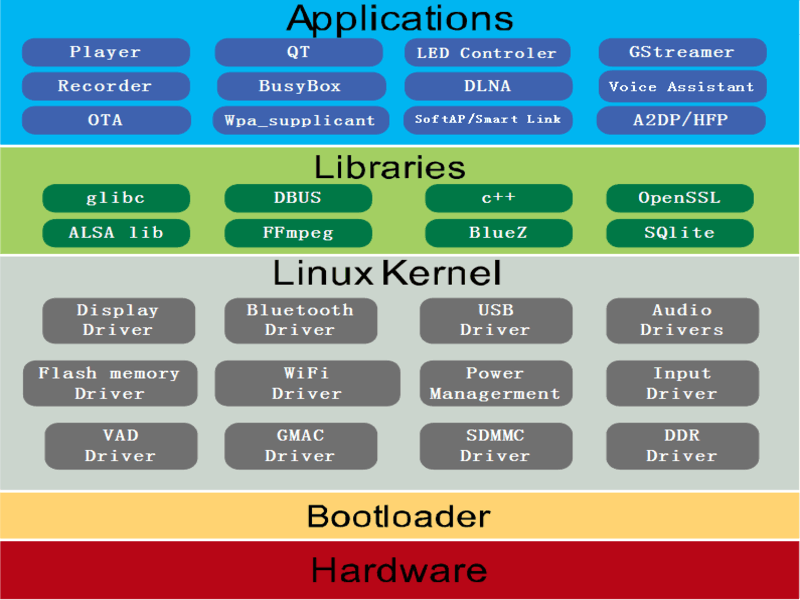 Applications
Player QT LED Controler GStreamer
Recorder BusyBox DLNA Voice Assistant
OTA Wpa_supplicant SoftAP/Smart Link A2DP/HFP
Libraries
glibc DBUS c++ OpenSSL
ALSA lib FFmpeg BlueZ SQlite
Linux Kernel
Display Bluetooth USB Audio
Driver Driver Driver Drivers
Flash memory WiFi Power Input
Driver Driver Managerment Driver
VAD GMAC SDMMC DDR
Driver Driver Driver Driver
Bootloader
Hardware